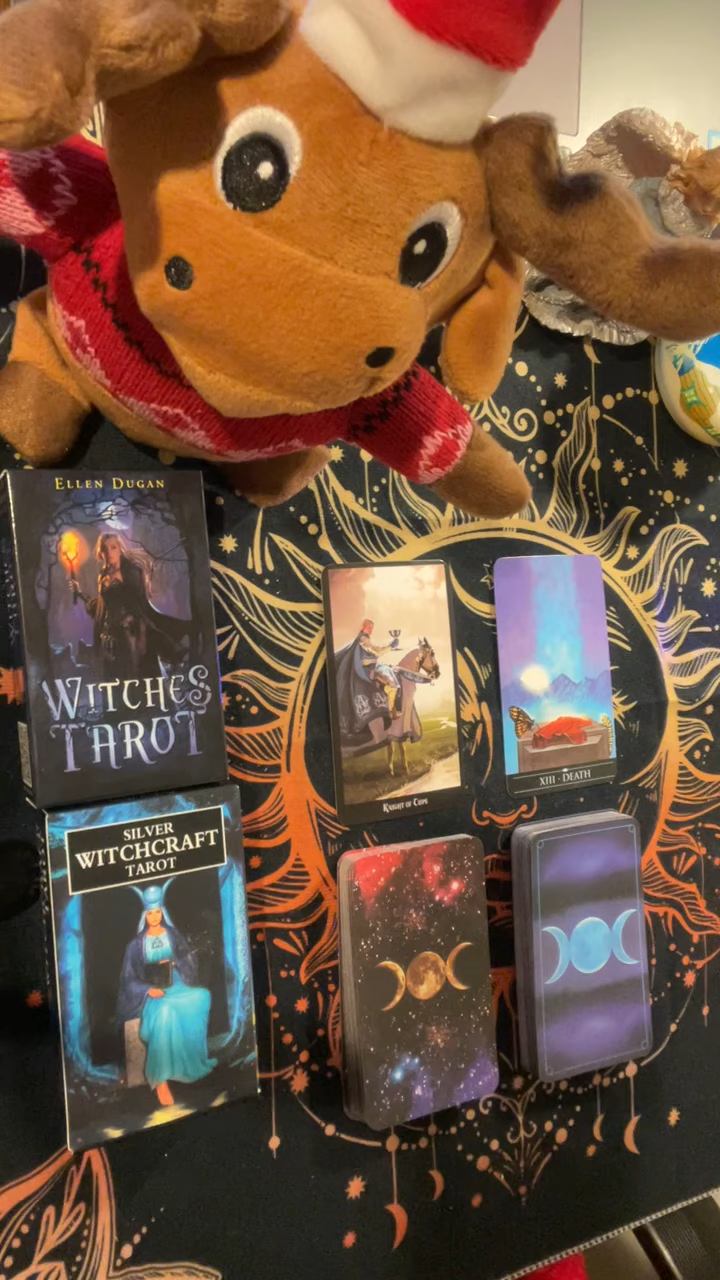 ELLEN DUGAN
WITCHES
TAROT
SILVER
WITCHCRAFT
TAROT
KNIGHT OF CUPS
XIII · DEATH